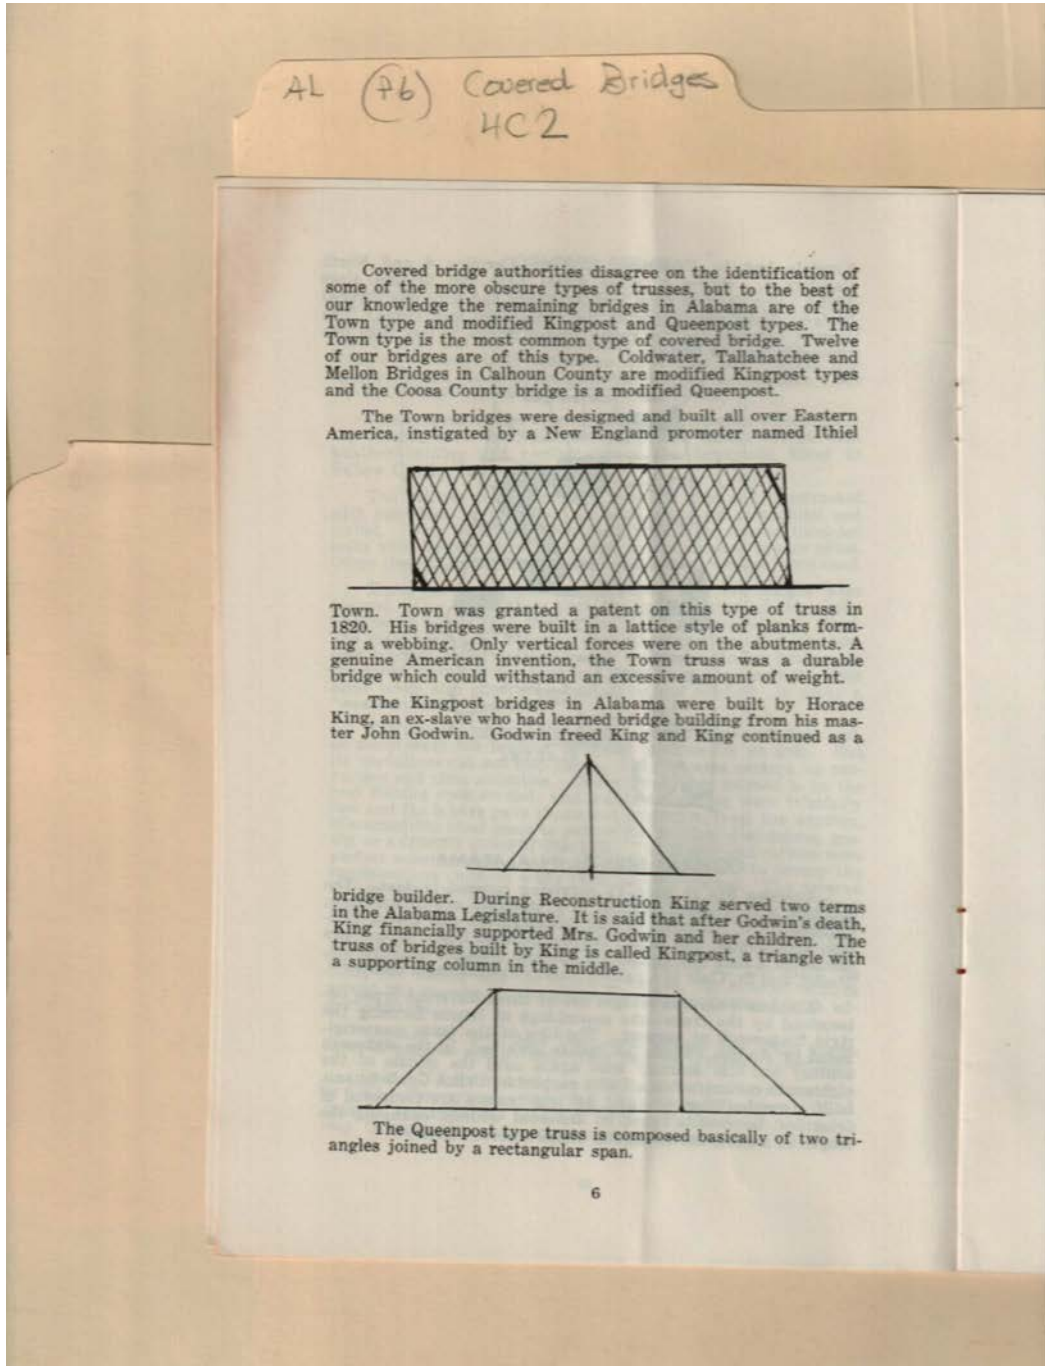 AL (P6) Covered Bridges
4C2
Covered bridge authorities disagree on the identification of
some of the more obscure types of trusses, but to the best of
our knowledge the remaining bridges in Alabama are of the
Town type and modified Kingpost and Queenpost types. The
Town type is the most common type of covered bridge. Twelve
of our bridges are of this type. Coldwater, Tallahatchee and
Mellon Bridges in Calhoun County are modified Kingpost types
and the Coosa County bridge is a modified Queenpost.
The Town bridges were designed and built all over Eastern
America, instigated by a New England promoter named Ithiel
Town. Town was granted a patent on this type of truss in
1820. His bridges were built in a lattice style of planks form-
ing a webbing. Only vertical forces were on the abutments. A
genuine American invention, the Town truss was a durable
bridge which could withstand an excessive amount of weight.
The Kingpost bridges in Alabama were built by Horace
King, an ex-slave who had learned bridge building from his mas-
ter John Godwin. Godwin freed King and King continued as a
bridge builder. During Reconstruction King served two terms
in the Alabama Legislature. It is said that after Godwin's death,
King financially supported Mrs. Godwin and her children. The
truss of bridges built by King is called Kingpost, a triangle with
a supporting column in the middle.
The Queenpost type truss is composed basically of two tri-
angles joined by a rectangular span.
6